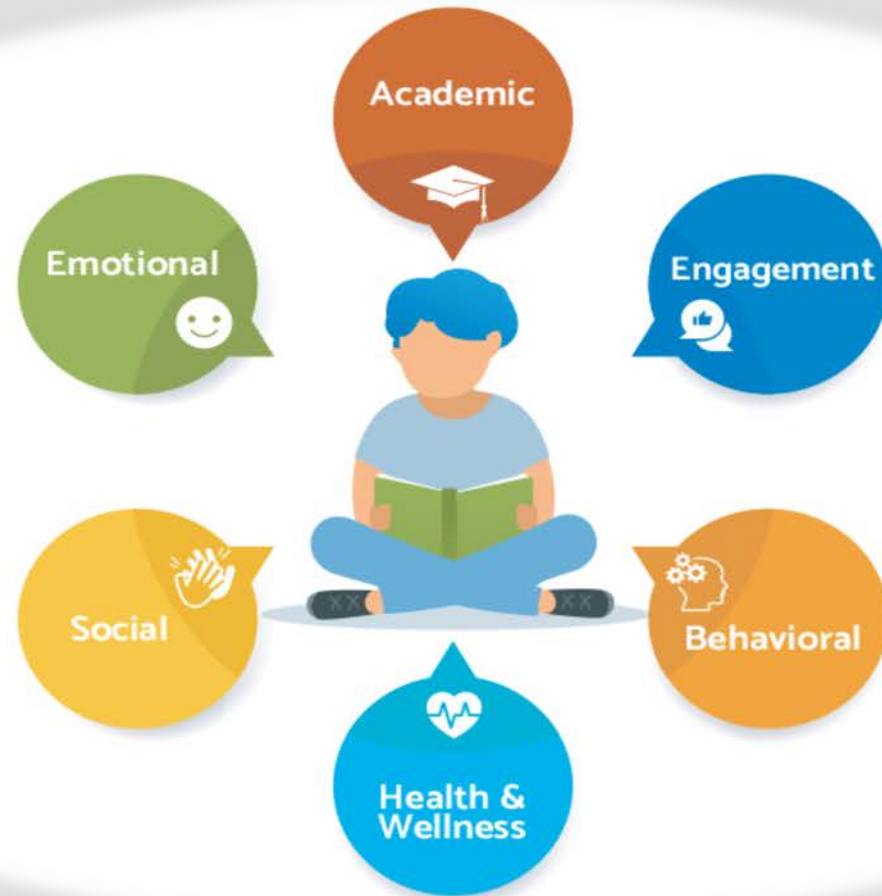 Academic
Emotional
Engagement
Social
Behavioral
Health &
Wellness